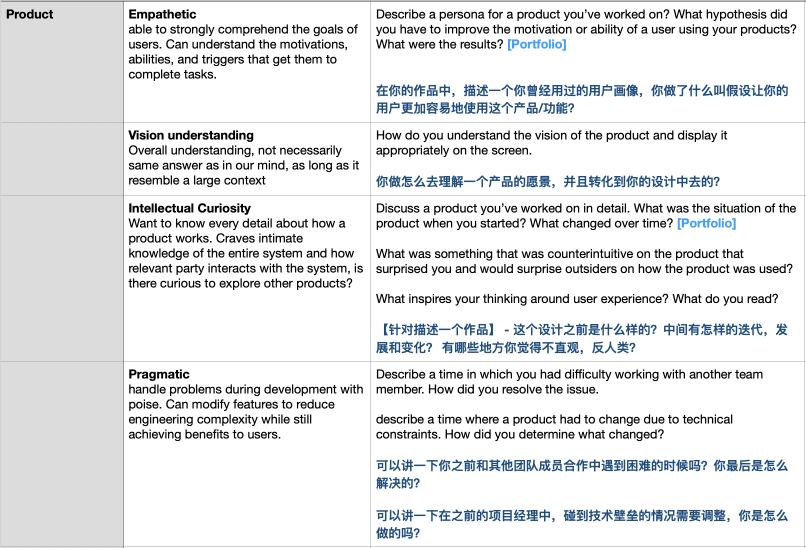 Product
Empathetic
able to strongly comprehend the goals of
users. Can understand the motivations,
abilities, and triggers that get them to
complete tasks.
Describe a persona for a product you've worked on? What hypothesis did
you have to improve the motivation or ability of a user using your products?
What were the results? [Portfolio]
在你的作品中，描述一个你曾经用过的用户画像，你做了什么叫假设让你的
用户更加容易地使用这个产品/功能？
Vision understanding
Overall understanding, not necessarily
same answer as in our mind, as long as it
resemble a large context
How do you understand the vision of the product and display it
appropriately on the screen.
你做怎么去理解一个产品的愿景，并且转化到你的设计中去的？
Intellectual Curiosity
Want to know every detail about how a
product works. Craves intimate
knowledge of the entire system and how
relevant party interacts with the system, is
there curious to explore other products?
Discuss a product you've worked on in detail. What was the situation of the
product when you started? What changed over time? [Portfolio]
What was something that was counterintuitive on the product that
surprised you and would surprise outsiders on how the product was used?
What inspires your thinking around user experience? What do you read?
【针对描述一个作品】 - 这个设计之前是什么样的？中间有怎样的迭代，发
展和变化？ 有哪些地方你觉得不直观，反人类？
Pragmatic
handle problems during development with
poise. Can modify features to reduce
engineering complexity while still
achieving benefits to users.
Describe a time in which you had difficulty working with another team
member. How did you resolve the issue.
describe a time where a product had to change due to technical
constraints. How did you determine what changed?
可以讲一下你之前和其他团队成员合作中遇到困难的时候吗？你最后是怎么
解决的？
可以讲一下在之前的项目经理中，碰到技术壁垒的情况需要调整，你是怎么
做的吗？